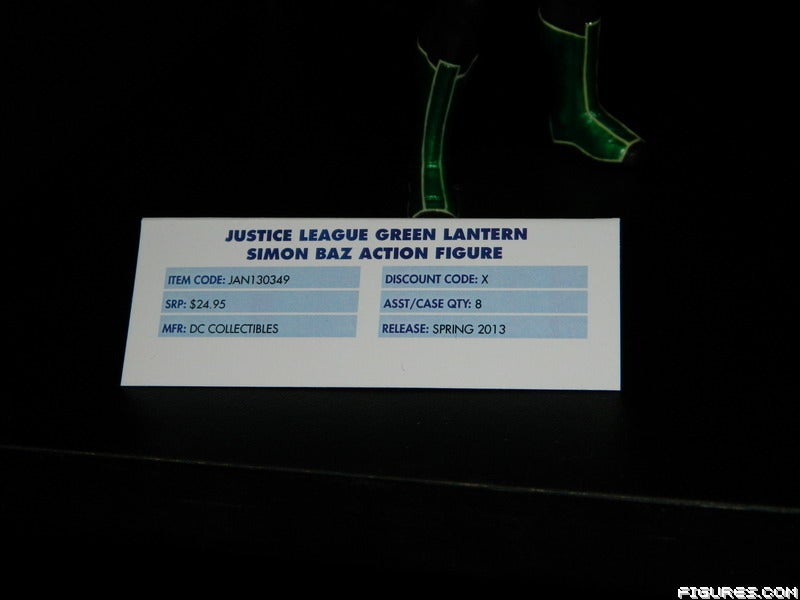 JUSTICE LEAGUE GREEN LANTERN
SIMON BAZ ACTION FIGURE
ITEM CODE: JAN130349
DISCOUNT CODE: X
SRP: $24.95
ASST/CASE QTY: 8
MFR: DC COLLECTIBLES
RELEASE: SPRING 2013
FIGURES.COM